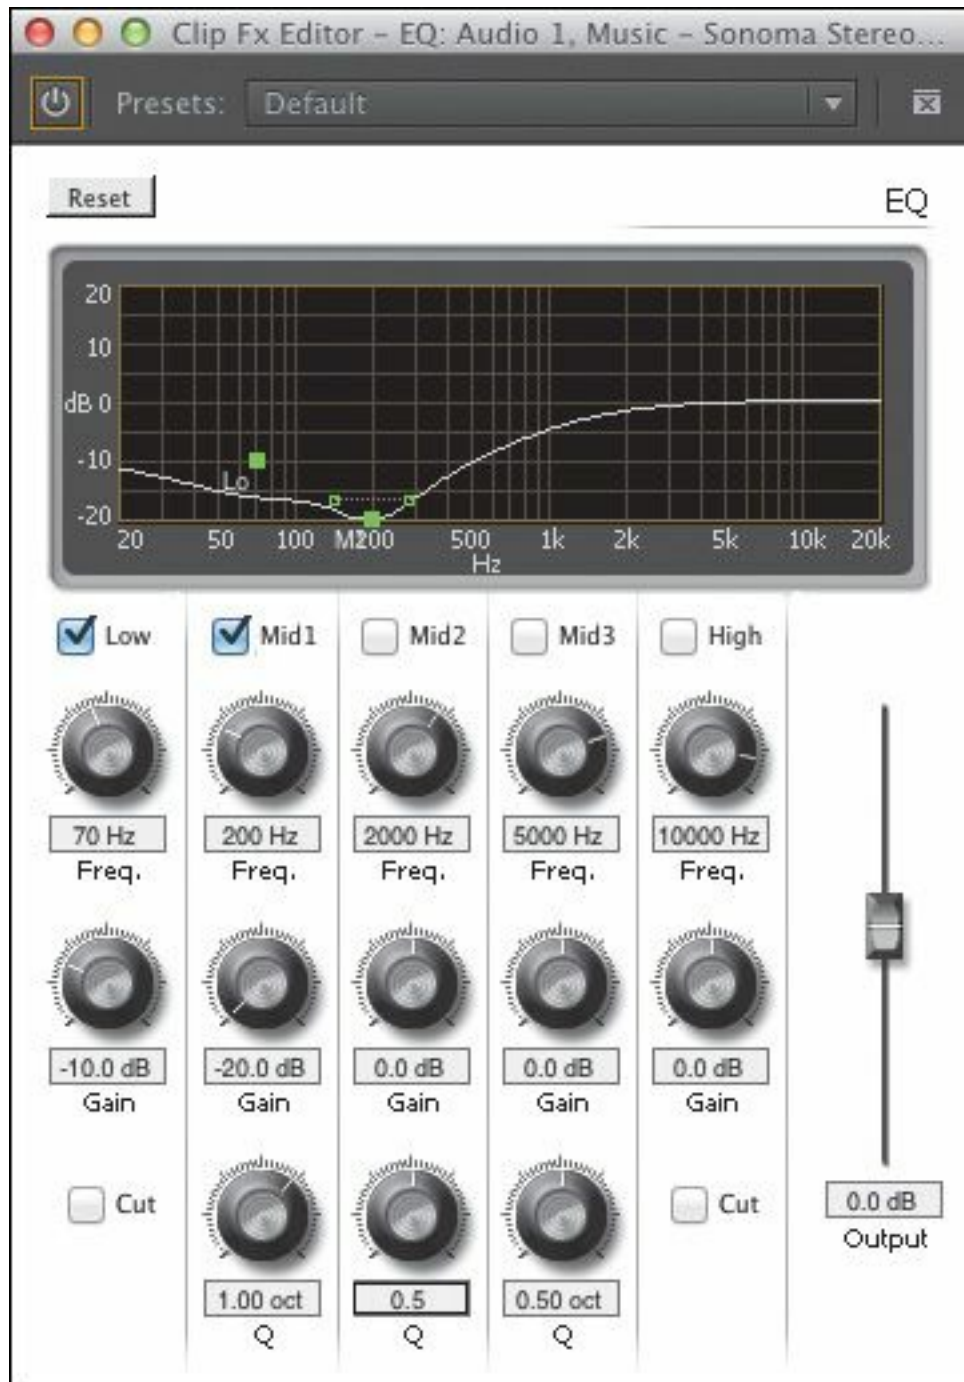 Clip Fx Editor – EQ: Audio 1, Music – Sonoma Stereo...
Presets: Default
Reset
EQ
20
10
dB 0
-10
-20
Lo
20 50 100 200 500 1k 2k 5k 10k 20k
Hz
Low Mid1 Mid2 Mid3 High
70 Hz 200 Hz 2000 Hz 5000 Hz 10000 Hz
Freq. Freq. Freq. Freq. Freq.
-10.0 dB -20.0 dB 0.0 dB 0.0 dB 0.0 dB
Gain Gain Gain Gain Gain
Cut Cut 0.0 dB
Output
1.00 oct 0.5 0.50 oct
Q Q Q